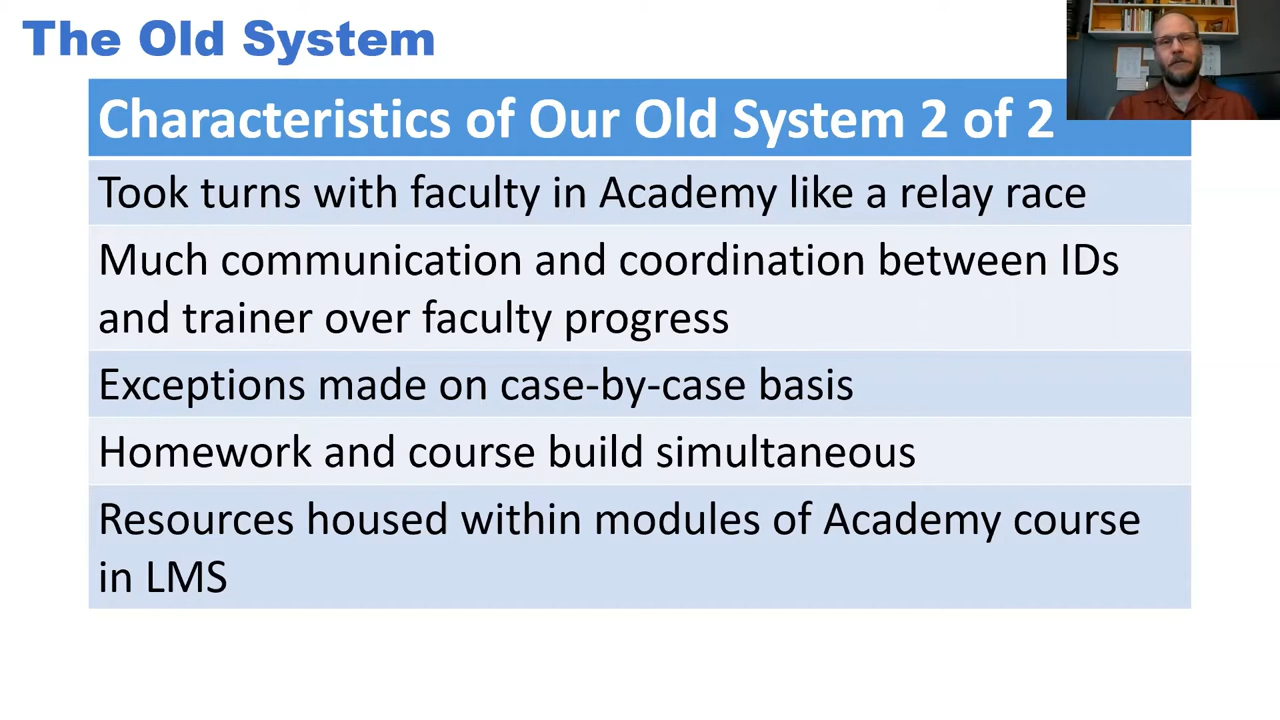 The Old System
Characteristics of Our Old System 2 of 2
Took turns with faculty in Academy like a relay race
Much communication and coordination between IDs
and trainer over faculty progress
Exceptions made on case-by-case basis
Homework and course build simultaneous
Resources housed within modules of Academy course
in LMS